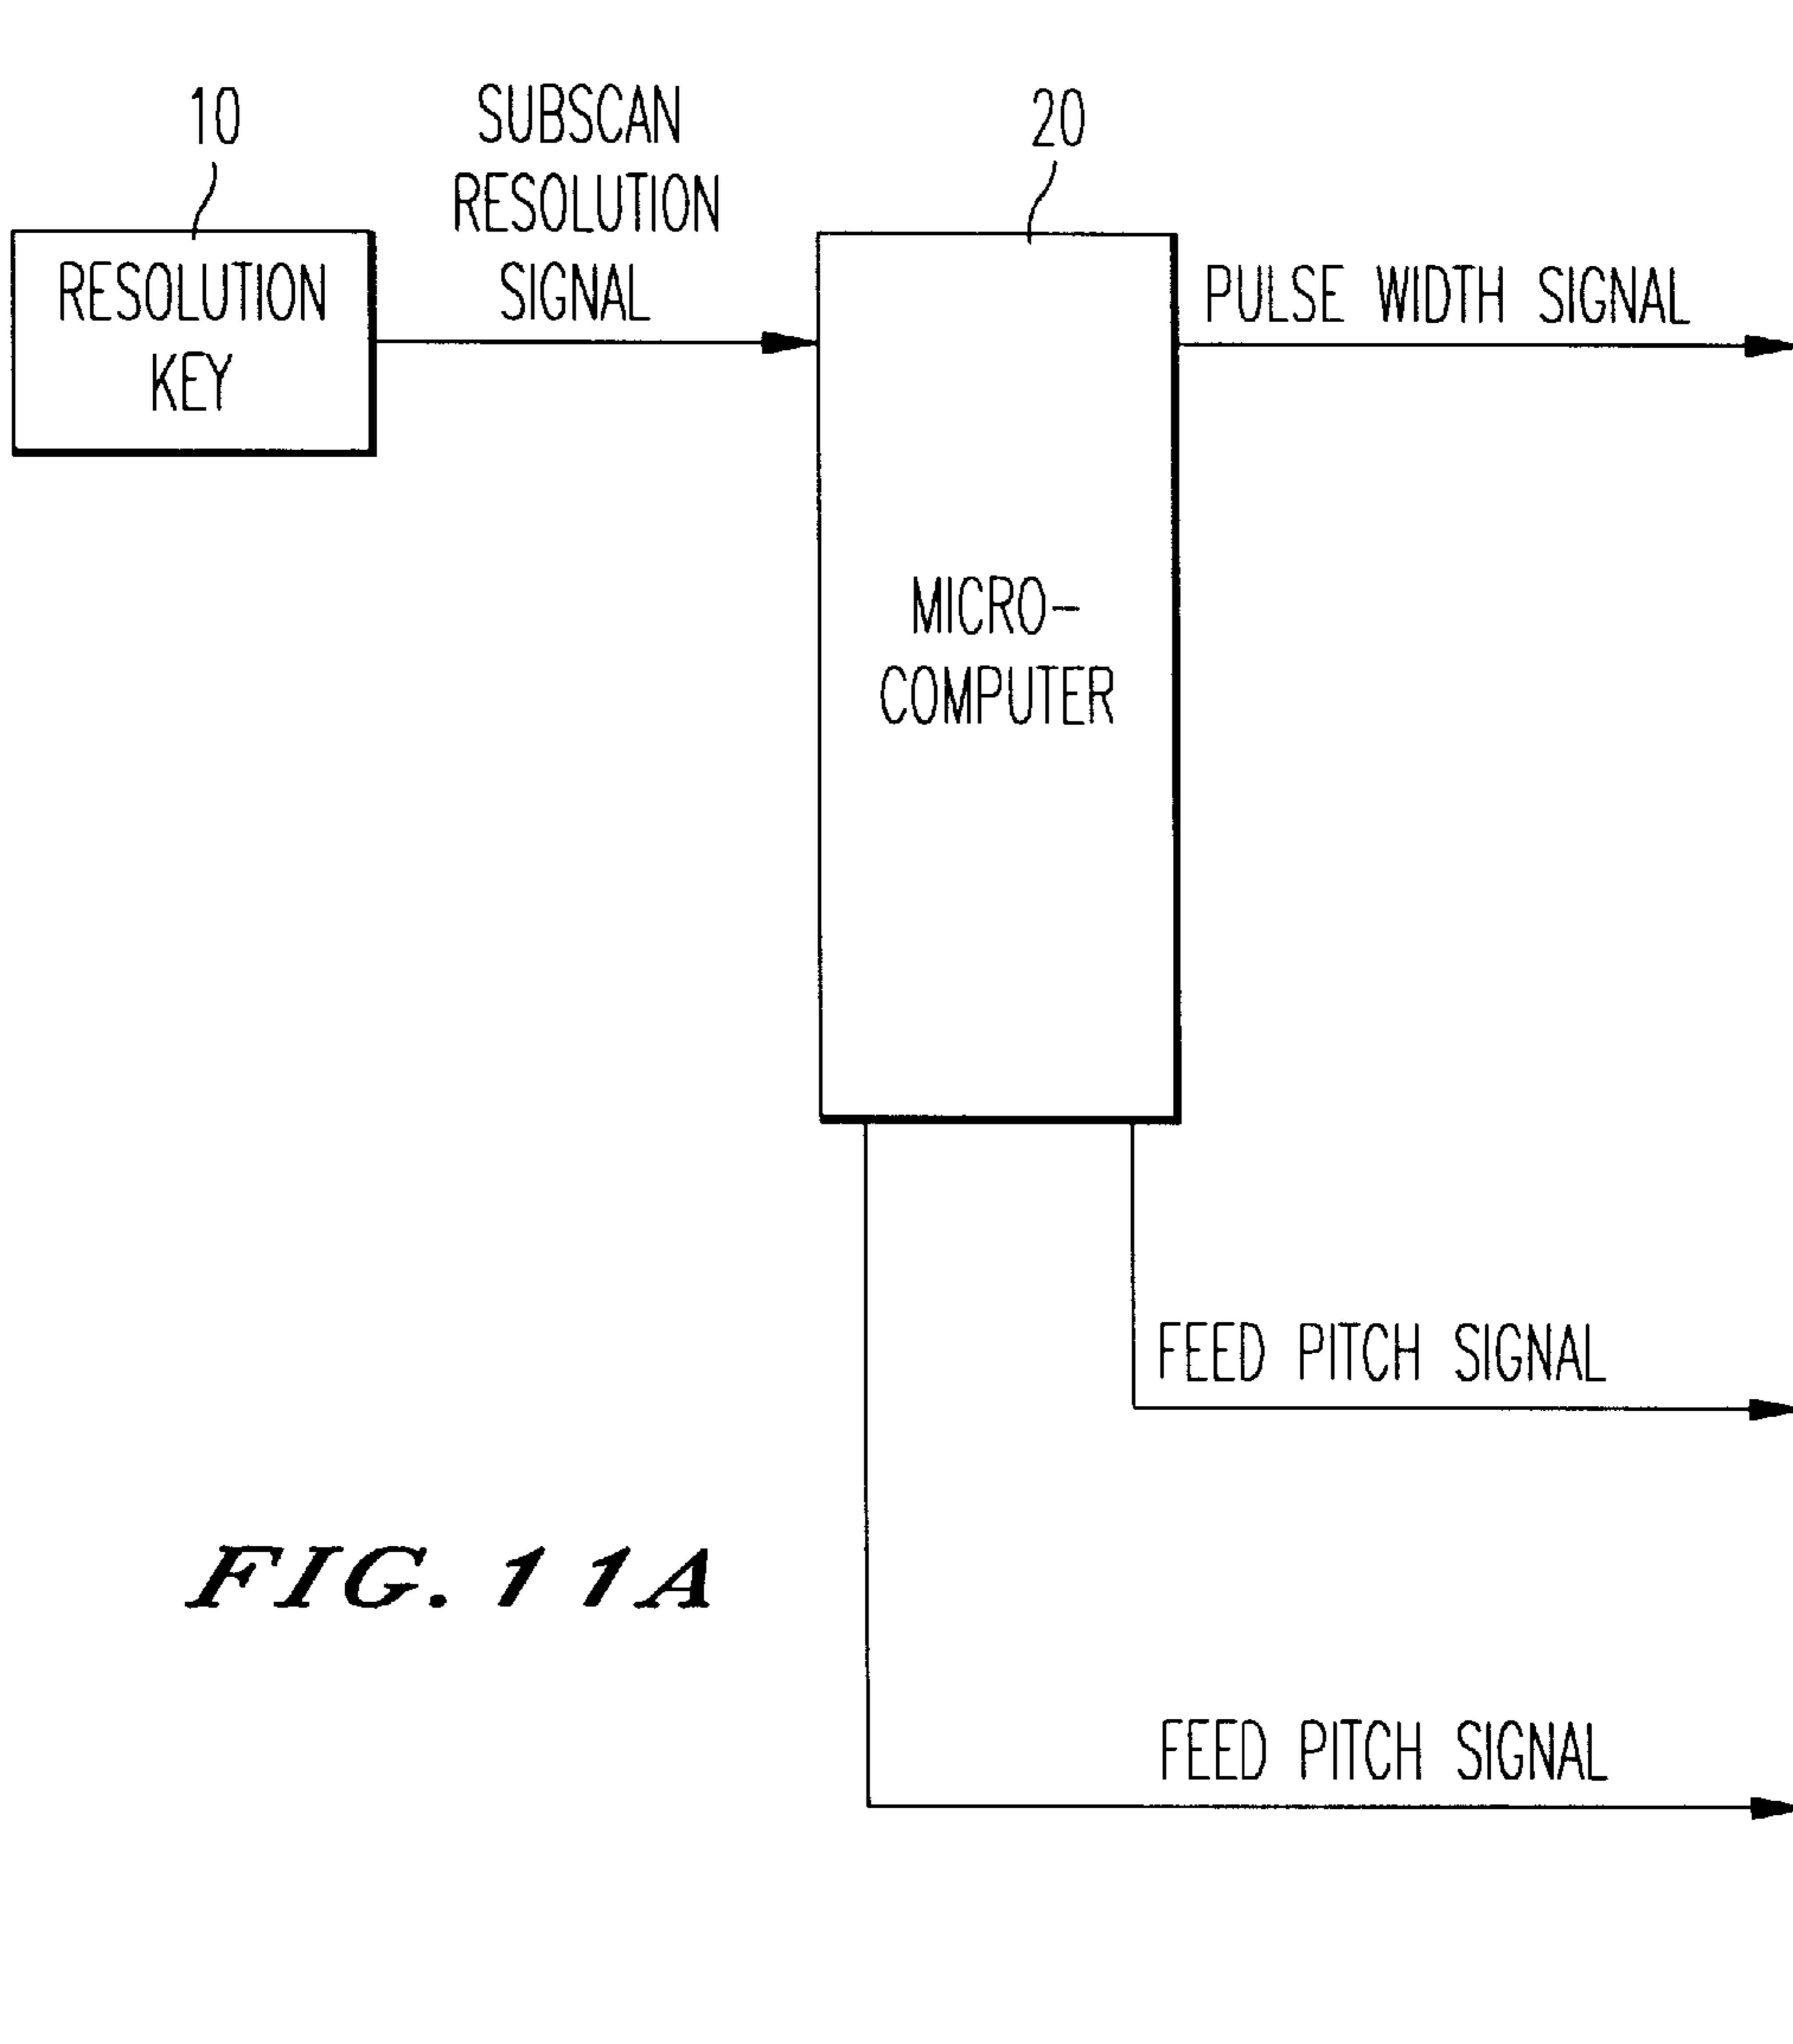 10
SUBSCAN
RESOLUTION
SIGNAL
20
RESOLUTION
KEY
PULSE WIDTH SIGNAL
MICRO-
COMPUTER
FEED PITCH SIGNAL
FIG. 11A
FEED PITCH SIGNAL